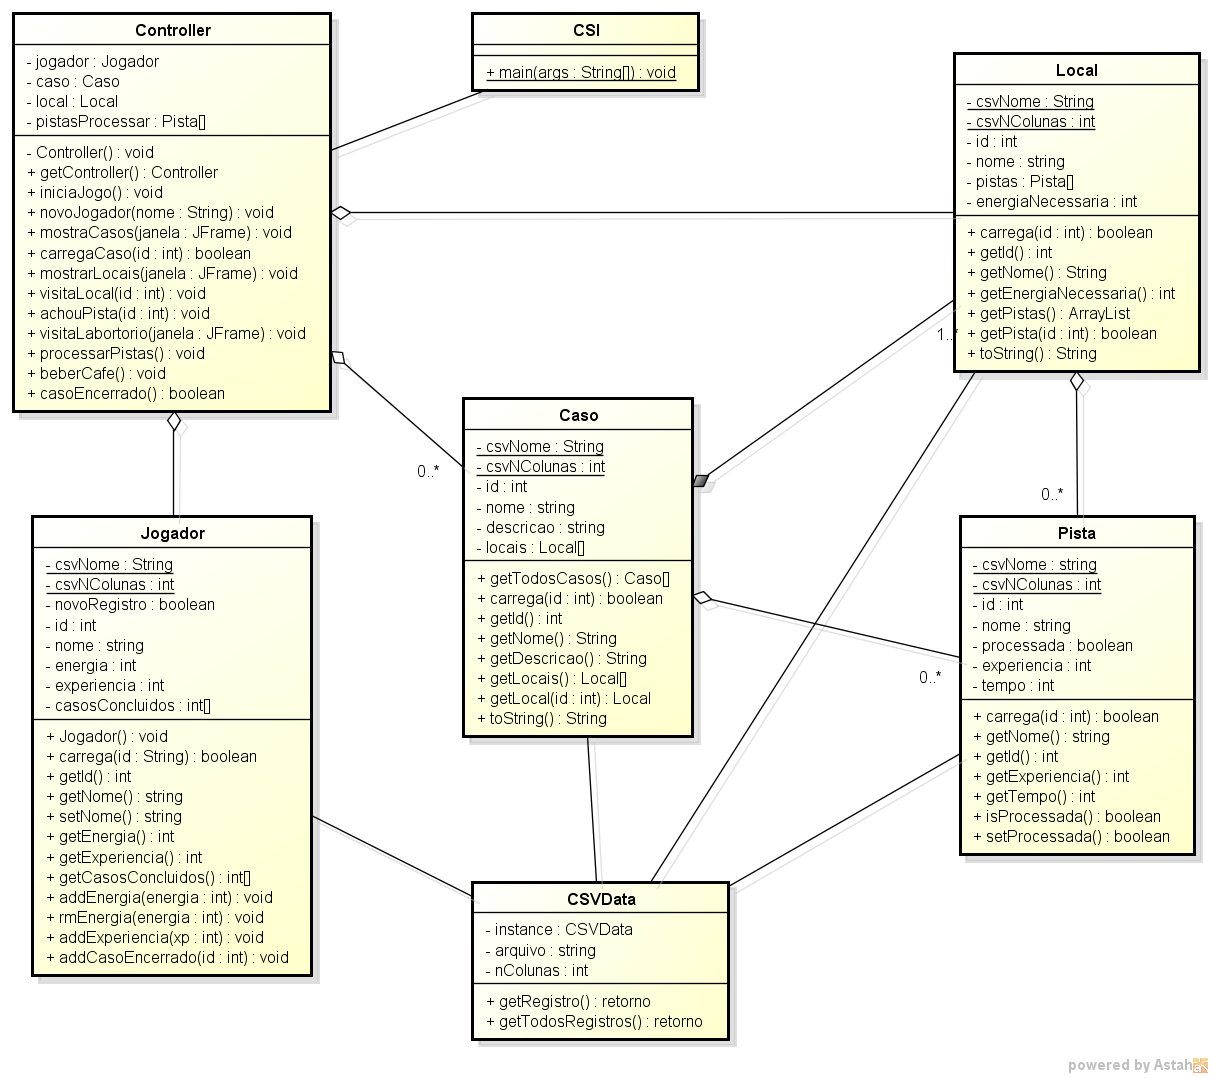 Controller
- jogador : Jogador
- caso : Caso
- local : Local
- pistasProcessar : Pista[]
- Controller() : void
+ getController() : Controller
+ iniciaJogo() : void
+ novoJogador(nome : String) : void
+ mostraCasos(janela : JFrame) : void
+ carregaCaso(id : int) : boolean
+ mostrarLocais(janela : JFrame) : void
+ visitaLocal(id : int) : void
+ achouPista(id : int) : void
+ visitaLabortorio(janela : JFrame) : void
+ processarPistas() : void
+ beberCafe() : void
+ casoEncerrado() : boolean
CSI
+ main(args : String[]) : void
Local
- csvNome : String
- csvNColunas : int
- id : int
- nome : string
- pistas : Pista[]
- energiaNecessaria : int
+ carrega(id : int) : boolean
+ getId() : int
+ getNome() : String
+ getEnergiaNecessaria() : int
+ getPistas() : ArrayList
+ getPista(id : int) : boolean
+ toString() : String
1..*
0..*
0..*
0..*
Caso
- csvNome : String
- csvNColunas : int
- id : int
- nome : string
- descricao : string
- locais : Local[]
+ getTodosCasos() : Caso[]
+ carrega(id : int) : boolean
+ getId() : int
+ getNome() : String
+ getDescricao() : String
+ getLocais() : Local[]
+ getLocal(id : int) : Local
+ toString() : String
Jogador
- csvNome : String
- csvNColunas : int
- novoRegistro : boolean
- id : int
- nome : string
- energia : int
- experiencia : int
- casosConcluidos : int[]
+ Jogador() : void
+ carrega(id : String) : boolean
+ getId() : int
+ getNome() : string
+ setNome() : string
+ getEnergia() : int
+ getExperiencia() : int
+ getCasosConcluidos() : int[]
+ addEnergia(energia : int) : void
+ rmEnergia(energia : int) : void
+ addExperiencia(xp : int) : void
+ addCasoEncerrado(id : int) : void
Pista
- csvNome : string
- csvNColunas : int
- id : int
- nome : string
- processada : boolean
- experiencia : int
- tempo : int
+ carrega(id : int) : boolean
+ getNome() : string
+ getId() : int
+ getExperiencia() : int
+ getTempo() : int
+ isProcessada() : boolean
+ setProcessada() : boolean
CSVData
- instance : CSVData
- arquivo : string
- nColunas : int
+ getRegistro() : retorno
+ getTodosRegistros() : retorno
powered by Astah